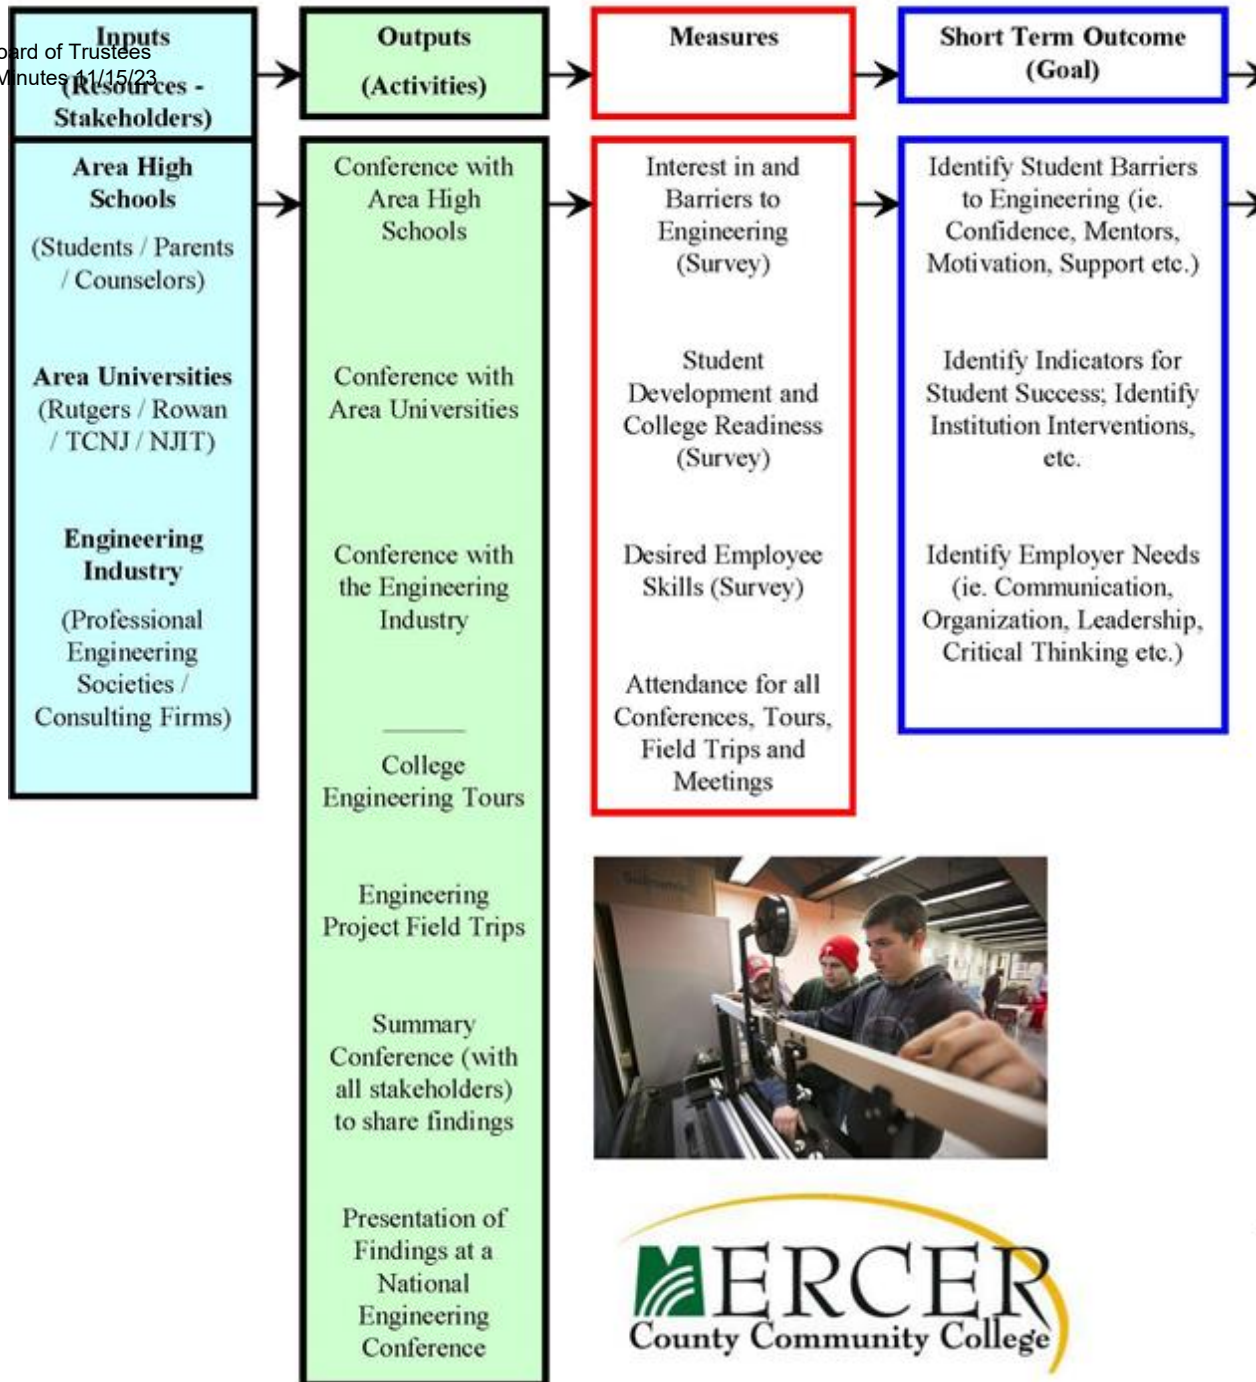 Board of Trustees
Minutes 11/15/23
Inputs
(Resources -
Stakeholders)
Outputs
(Activities)
Measures
Short Term Outcome
(Goal)
Area High
Schools
(Students / Parents
/ Counselors)
Area Universities
(Rutgers / Rowan
/ TCNJ / NJIT)
Engineering
Industry
(Professional
Engineering
Societies /
Consulting Firms)
Conference with
Area High
Schools
Conference with
Area Universities
Conference with
the Engineering
Industry
College
Engineering Tours
Engineering
Project Field Trips
Summary
Conference (with
all stakeholders)
to share findings
Presentation of
Findings at a
National
Engineering
Conference
Interest in and
Barriers to
Engineering
(Survey)
Student
Development and
College Readiness
(Survey)
Desired Employee
Skills (Survey)
Attendance for all
Conferences, Tours,
Field Trips and
Meetings
Identify Student Barriers
to Engineering (ie.
Confidence, Mentors,
Motivation, Support etc.)
Identify Indicators for
Student Success; Identify
Institution Interventions,
etc.
Identify Employer Needs
(ie. Communication,
Organization, Leadership,
Critical Thinking etc.)
MERCER
County Community College